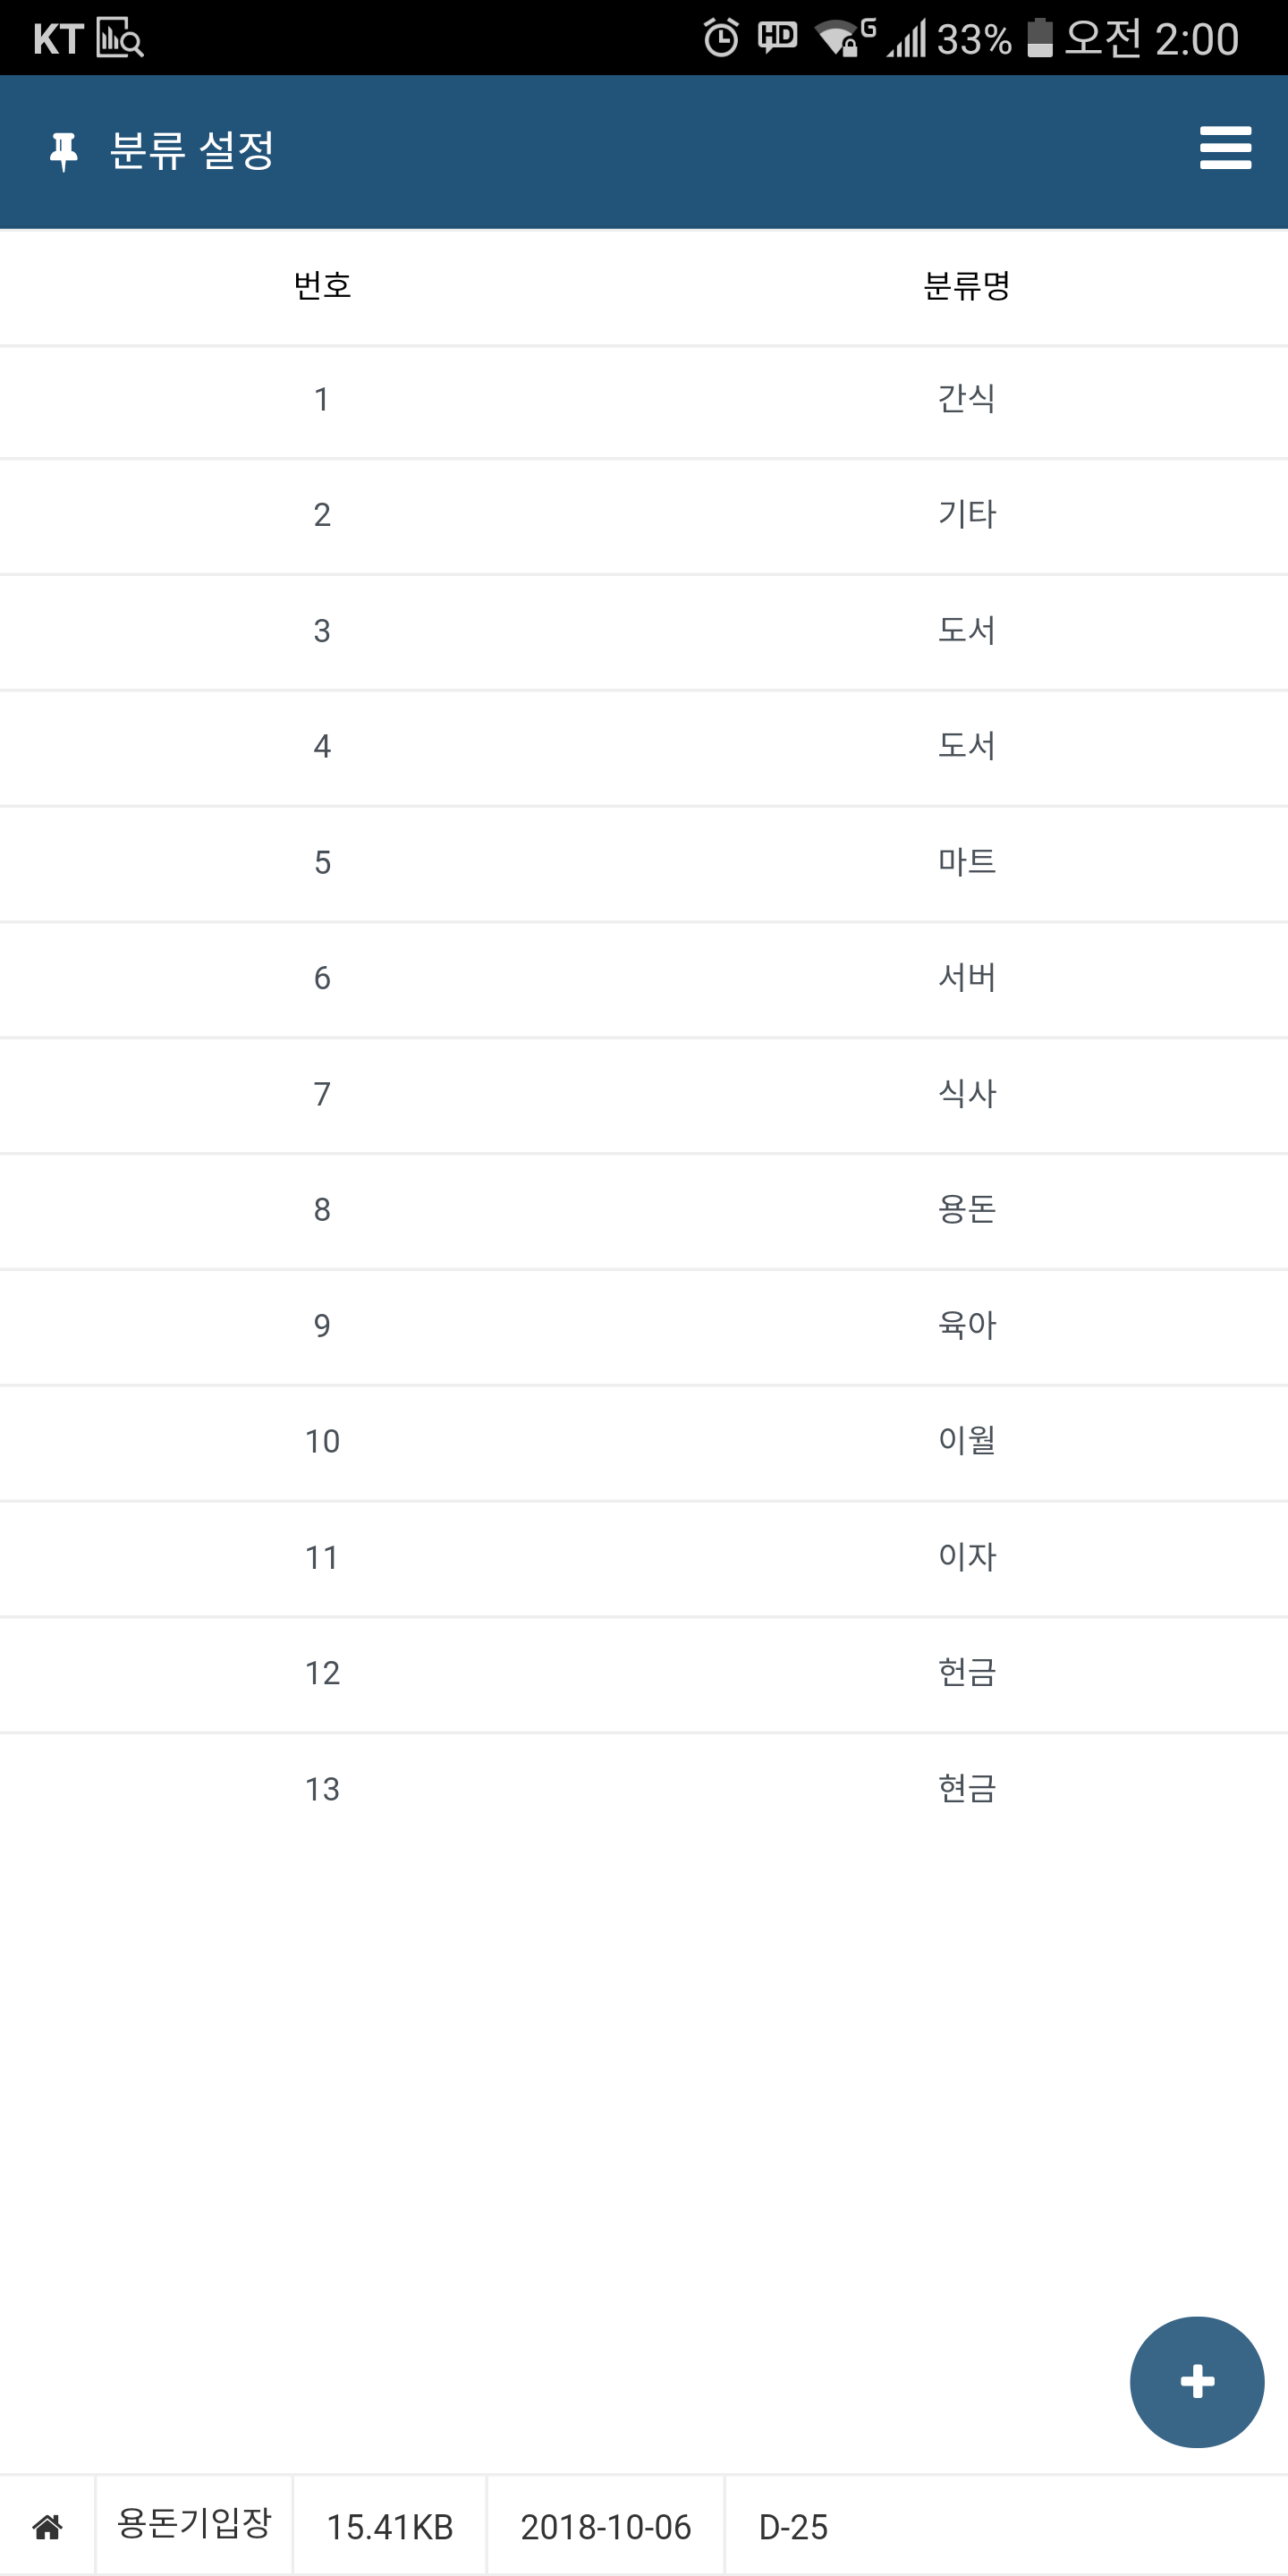 KT HD G 33% 오전 2:00
분류 설정
번호 분류명
1 간식
2 기타
3 도서
4 도서
5 마트
6 서버
7 식사
8 용돈
9 육아
10 이월
11 이자
12 헌금
13 현금
용돈기입장 15.41KB 2018-10-06 D-25